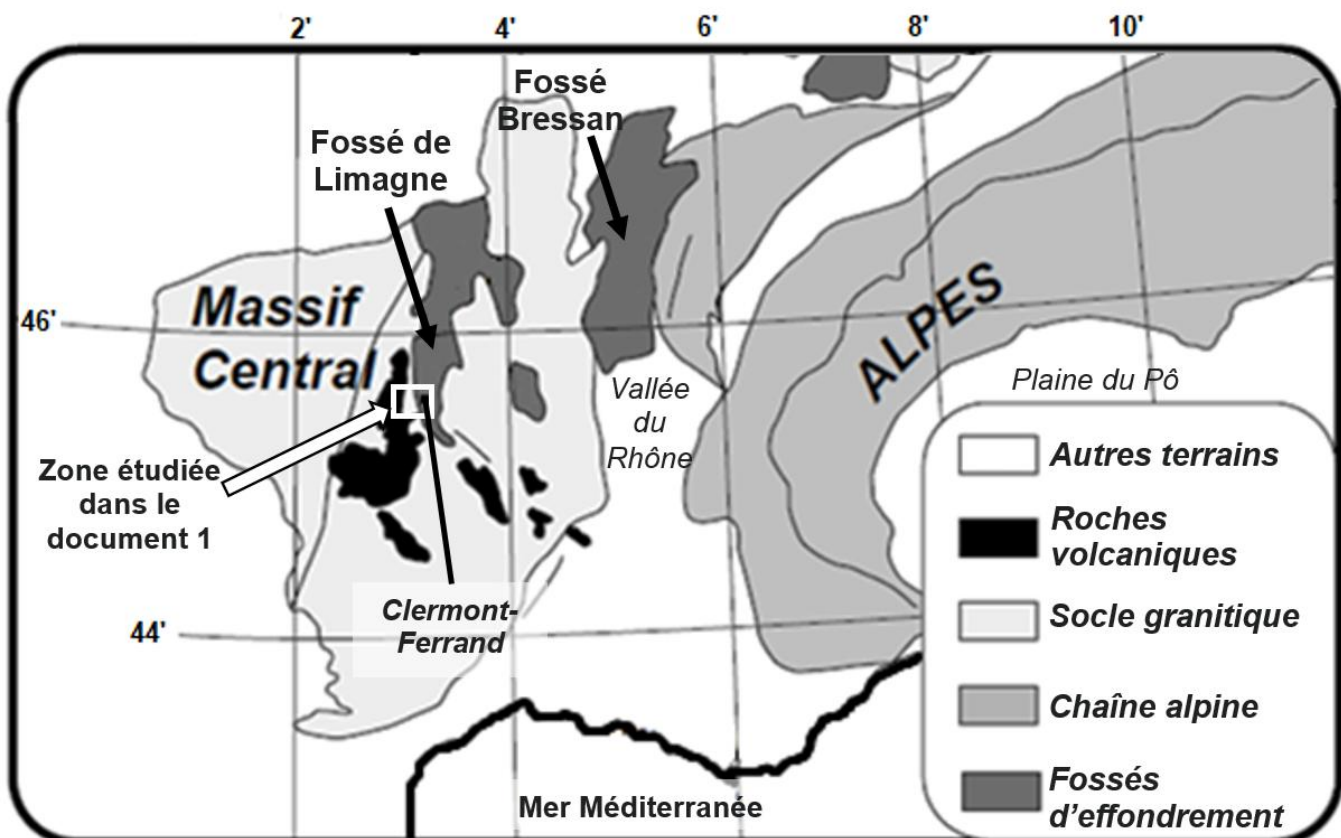 2'
4'
6'
8'
10'
Fossé
Bressan
Fossé de
Limagne
Massif
Central
46'
ALPES
Vallée
du
Rhône
Plaine du Pô
Zone étudiée
dans le
document 1
Clermont-
Ferrand
44'
Mer Méditerranée
Autres terrains
Roches
volcaniques
Socle granitique
Chaîne alpine
Fossés
d'effondrement